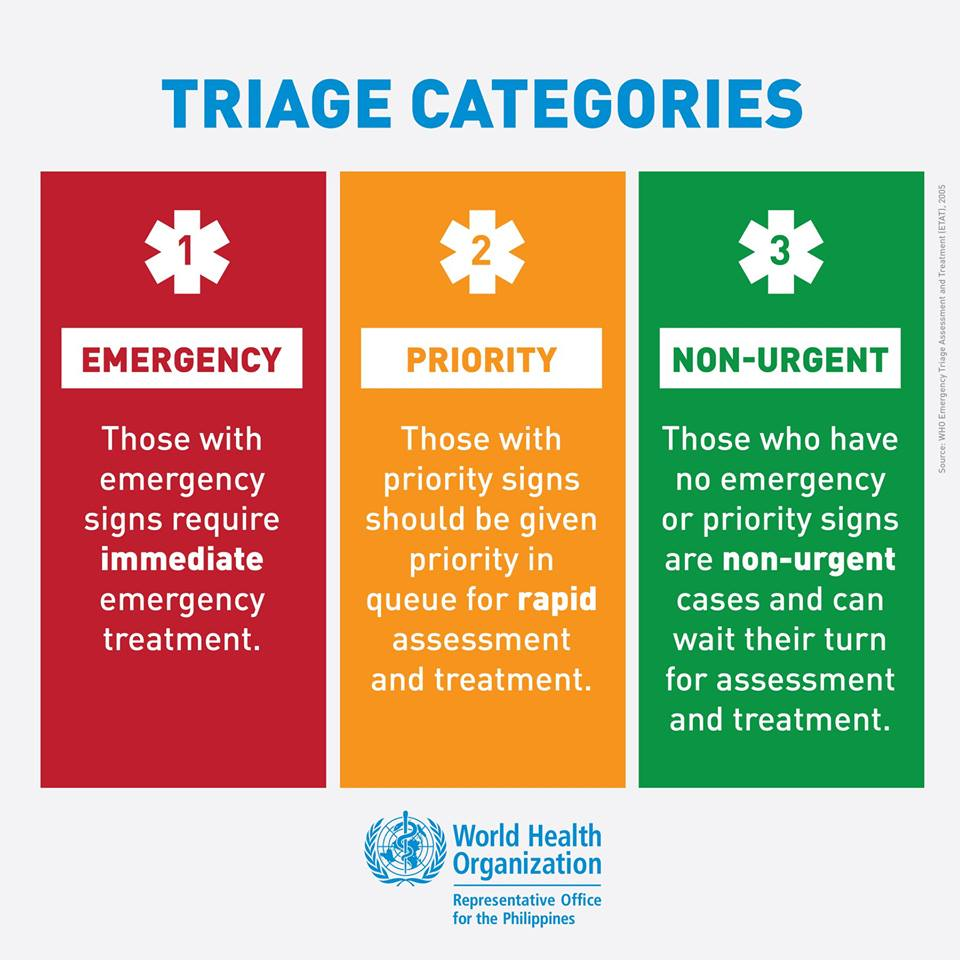 TRIAGE CATEGORIES
1
EMERGENCY
Those with
emergency
signs require
immediate
emergency
treatment.
2
PRIORITY
Those with
priority signs
should be given
priority in
queue for rapid
assessment
and treatment.
3
NON-URGENT
Those who have
no emergency
or priority signs
are non-urgent
cases and can
wait their turn
for assessment
and treatment.
Source: WHO Emergency Triage Assessment and Treatment (ETAT), 2005
World Health
Organization
Representative Office
for the Philippines